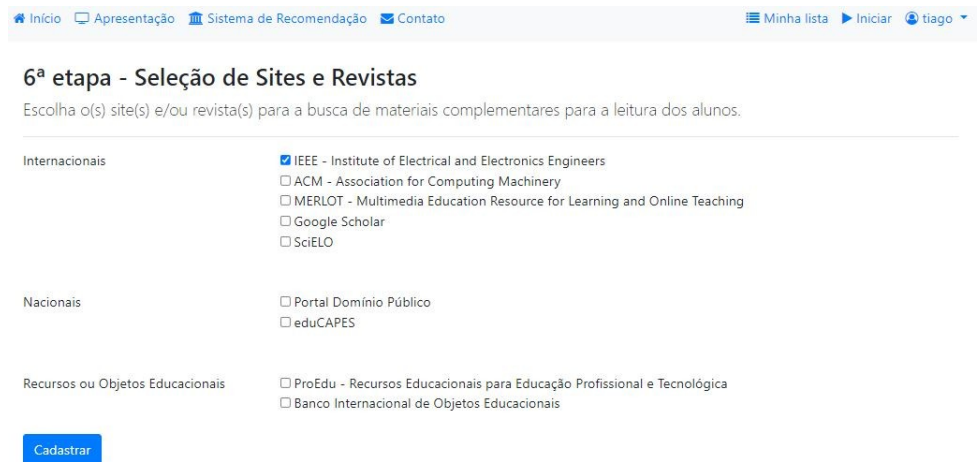 Início Apresentação Sistema de Recomendação Contato Minha lista Iniciar tiago
6ª etapa - Seleção de Sites e Revistas
Escolha o(s) site(s) e/ou revista(s) para a busca de materiais complementares para a leitura dos alunos.
Internacionais IEEE - Institute of Electrical and Electronics Engineers
ACM - Association for Computing Machinery
MERLOT - Multimedia Education Resource for Learning and Online Teaching
Google Scholar
SciELO
Nacionais Portal Domínio Público
eduCAPES
Recursos ou Objetos Educacionais ProEdu - Recursos Educacionais para Educação Profissional e Tecnológica
Banco Internacional de Objetos Educacionais
Cadastrar